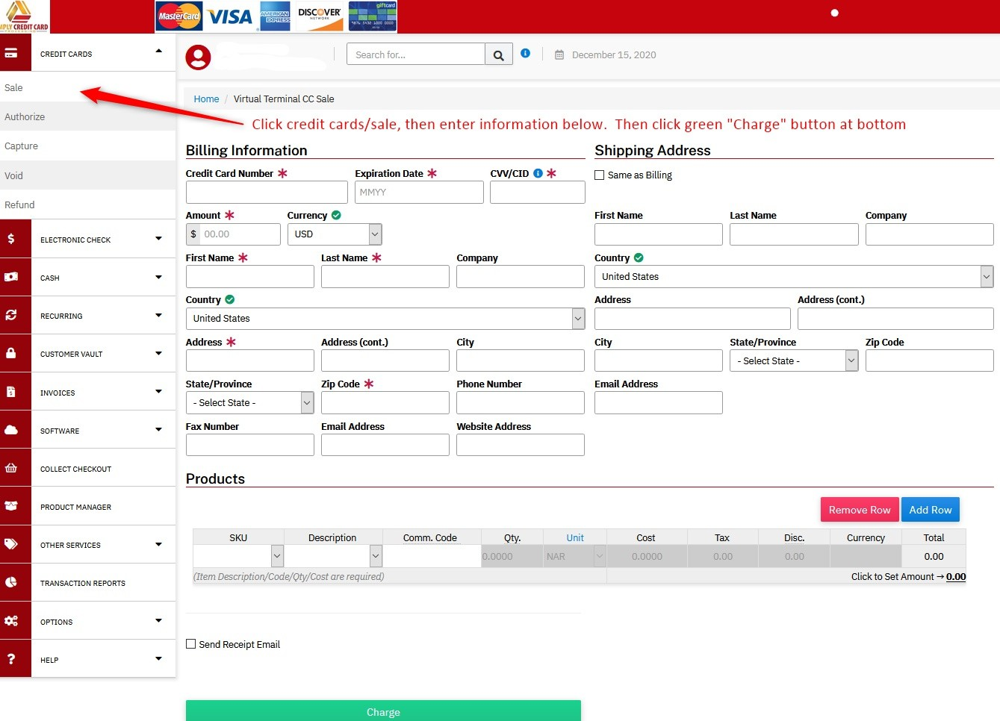 MPLY CREDIT CARD
PROCESSING
MasterCard VISA AMERICAN EXPRESS DISCOVER NETWORK giftcard
CREDIT CARDS
Search for...
December 15, 2020
Sale
Home / Virtual Terminal CC Sale
Authorize
Click credit cards/sale, then enter information below. Then click green "Charge" button at bottom
Capture
Billing Information Shipping Address
Void
Credit Card Number * Expiration Date * CVV/CID * Same as Billing
MMYY
Refund
Amount * Currency First Name Last Name Company
$ 00.00 USD
ELECTRONIC CHECK
First Name * Last Name * Company Country
United States
CASH
Country Address Address (cont.)
United States
RECURRING
Address * Address (cont.) City City State/Province Zip Code
- Select State -
CUSTOMER VAULT
State/Province Zip Code * Phone Number Email Address
- Select State -
INVOICES
Fax Number Email Address Website Address
SOFTWARE
COLLECT CHECKOUT
Products
PRODUCT MANAGER
Remove Row Add Row
SKU Description Comm. Code Qty. Unit Cost Tax Disc. Currency Total
OTHER SERVICES
0.0000 NAR 0.0000 0.00 0.00 0.00
(Item Description/Code/Qty/Cost are required) Click to Set Amount → 0.00
TRANSACTION REPORTS
OPTIONS
Send Receipt Email
HELP
Charge